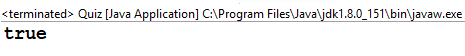 <terminated> Quiz [Java Application] C:\Program Files\Java\jdk1.8.0_151\bin\javaw.exe
true